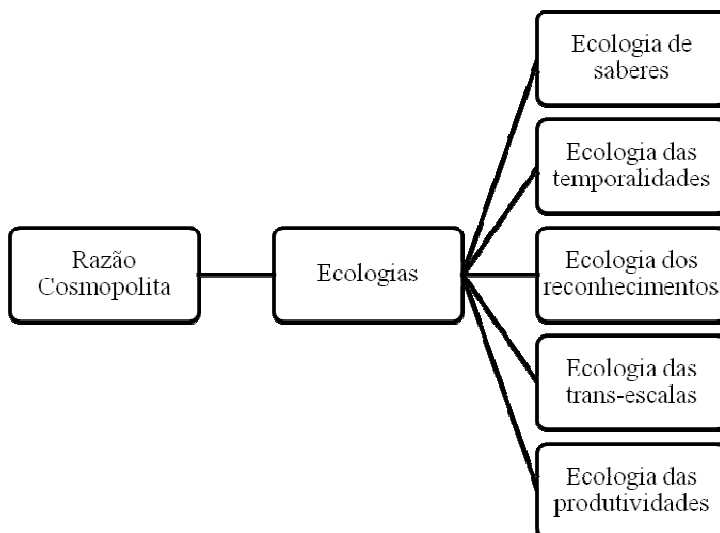 Razão
Cosmopolita
Ecologias
Ecologia de
saberes
Ecologia das
temporalidades
Ecologia dos
reconhecimentos
Ecologia das
trans-escalas
Ecologia das
produtividades